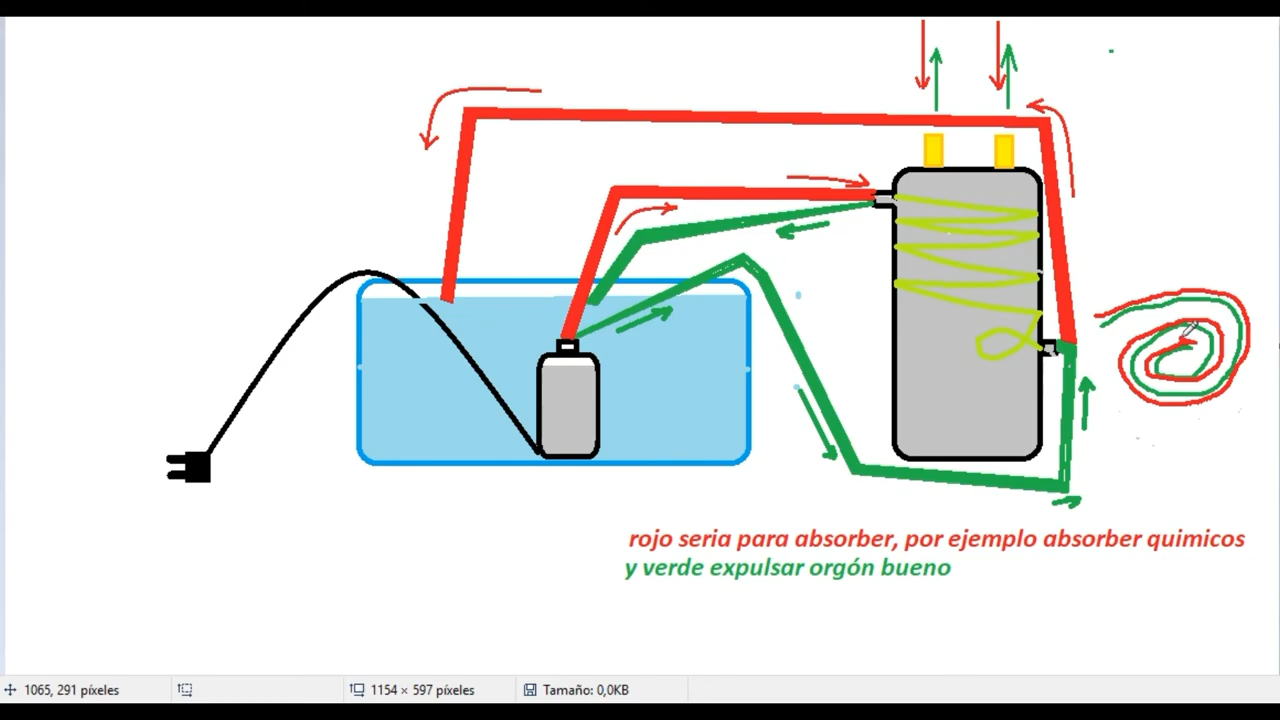 rojo seria para absorber, por ejemplo absorber quimicos
y verde expulsar orgón bueno
1065, 291 píxeles 1154 × 597 píxeles Tamaño: 0,0KB